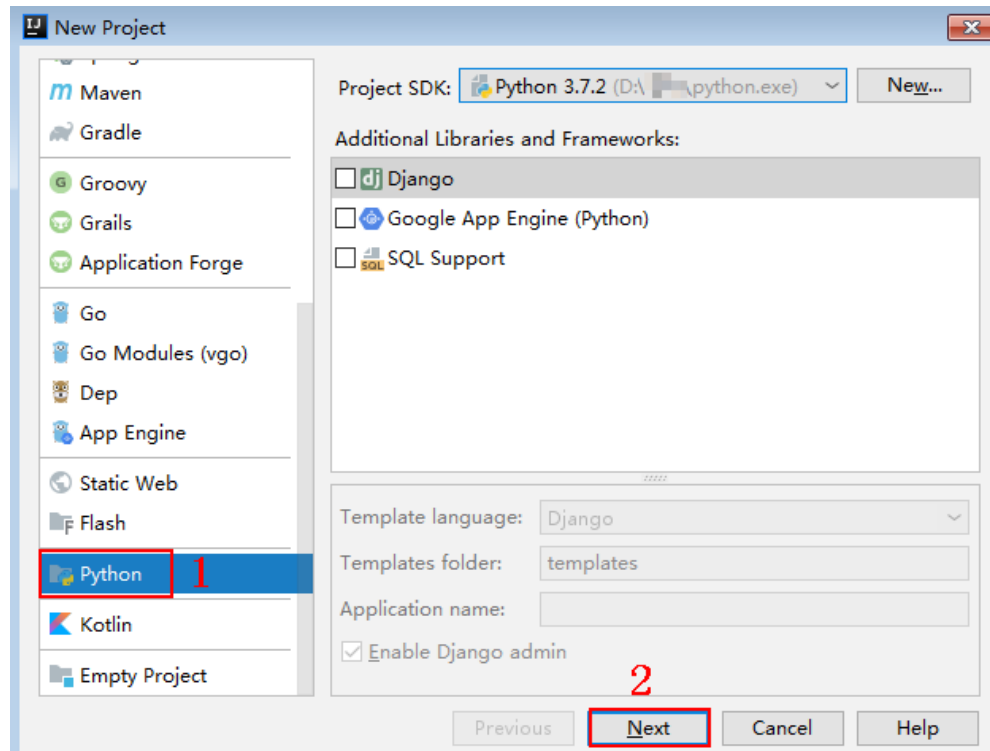 New Project
Maven
Gradle
Groovy
Grails
Application Forge
Go
Go Modules (vgo)
Dep
App Engine
Static Web
Flash
Python 1
Kotlin
Empty Project
Project SDK: Python 3.7.2 (D:\ \python.exe) New...
Additional Libraries and Frameworks:
dj Django
Google App Engine (Python)
SQL SQL Support
Template language: Django
Templates folder: templates
Application name:
Enable Django admin
2
Previous Next Cancel Help